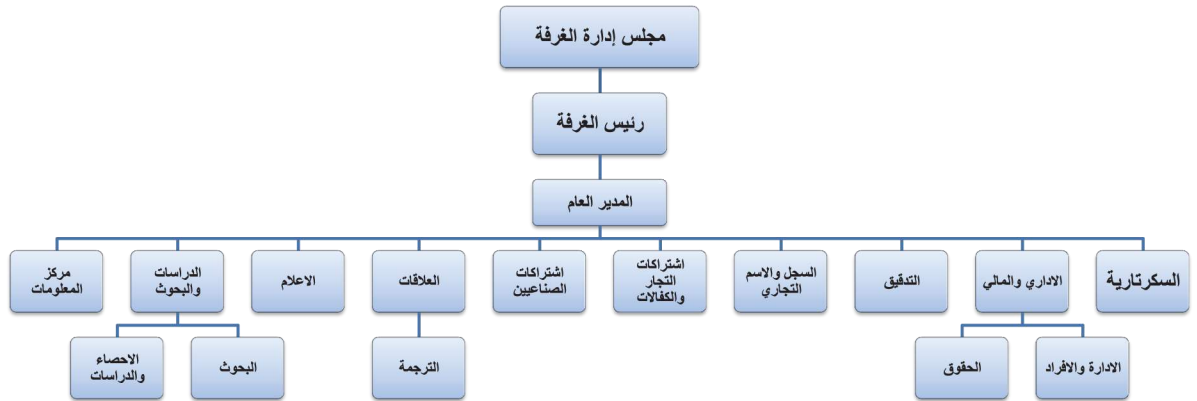 مجلس إدارة الغرفة
رئيس الغرفة
المدير العام
السكرتارية
الاداري والمالي
التدقيق
السجل والاسم
التجاري
اشتراكات
التجار
والكفالات
اشتراكات
الصناعيين
العلاقات
الاعلام
الدراسات
والبحوث
مركز
المعلومات
الادارة والافراد
الحقوق
الترجمة
البحوث
الاحصاء
والدراسات